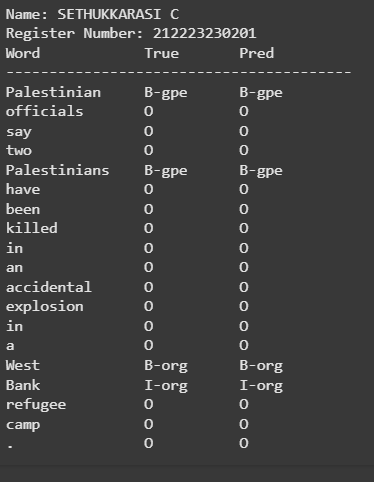 Name: SETHUKKARASI C
Register Number: 212223230201
Word True Pred
----------------------------------------
Palestinian B-gpe B-gpe
officials O O
say O O
two O O
Palestinians B-gpe B-gpe
have O O
been O O
killed O O
in O O
an O O
accidental O O
explosion O O
in O O
a O O
West B-org B-org
Bank I-org I-org
refugee O O
camp O O
. O O